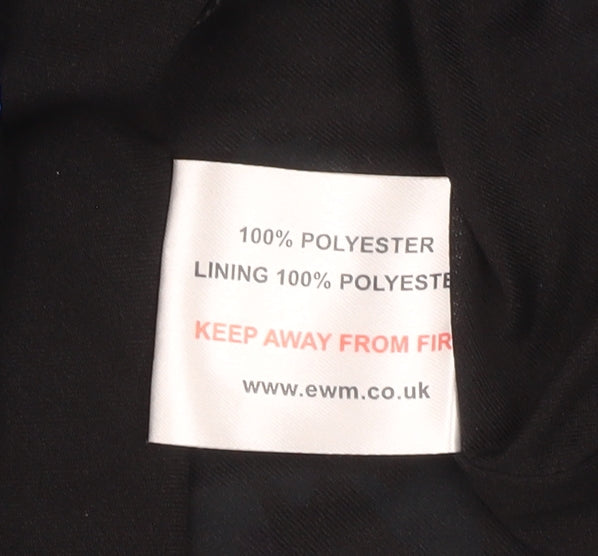 100% POLYESTER
LINING 100% POLYESTE
KEEP AWAY FROM FIR
www.ewm.co.uk